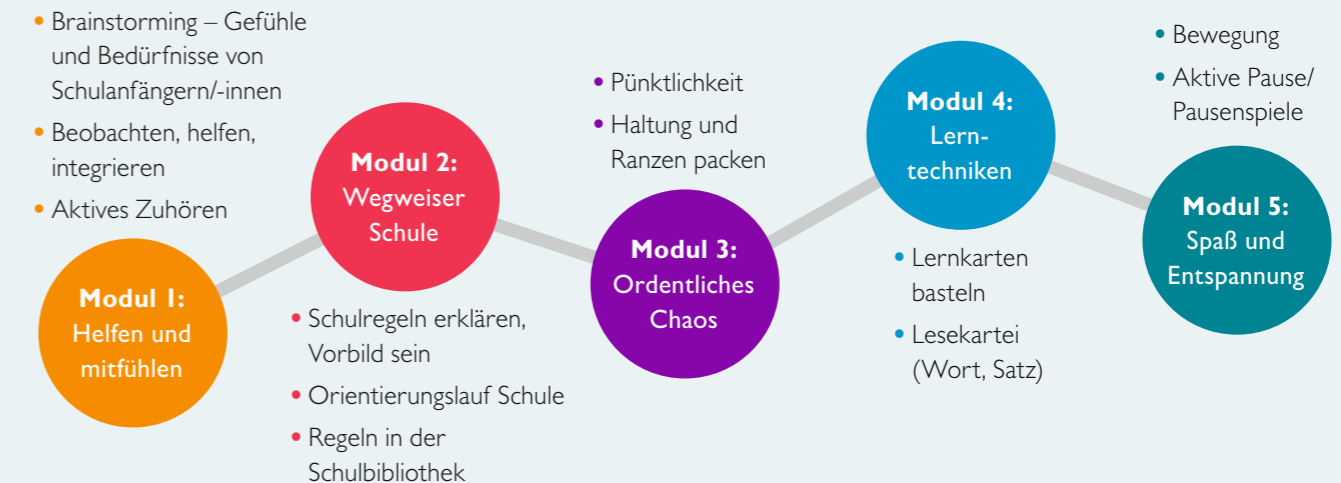 • Brainstorming – Gefühle
und Bedürfnisse von
Schulanfängern/-innen
• Beobachten, helfen,
integrieren
• Aktives Zuhören
Modul 1:
Helfen und
mitfühlen
Modul 2:
Wegweiser
Schule
• Schulregeln erklären,
Vorbild sein
• Orientierungslauf Schule
• Regeln in der
Schulbibliothek
• Pünktlichkeit
• Haltung und
Ranzen packen
Modul 3:
Ordentliches
Chaos
Modul 4:
Lern-
techniken
• Lernkarten
basteln
• Lesekartei
(Wort, Satz)
• Bewegung
• Aktive Pause/
Pausenspiele
Modul 5:
Spaß und
Entspannung